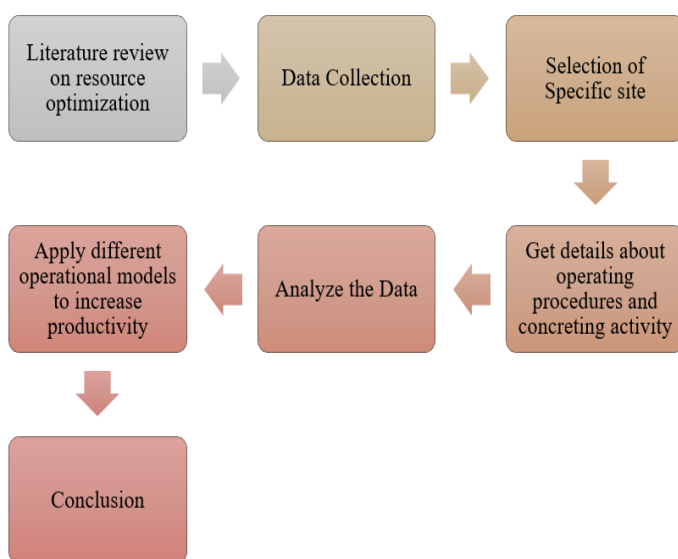 Literature review
on resource
optimization
Data Collection
Selection of
Specific site
Get details about
operating
procedures and
concreting activity
Analyze the Data
Apply different
operational models
to increase
productivity
Conclusion